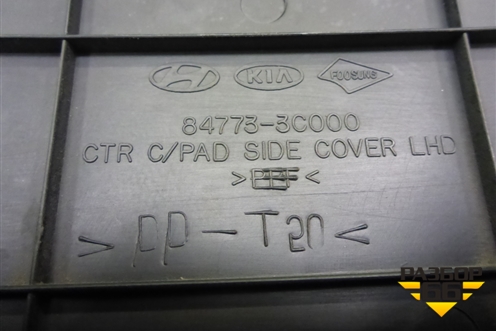 KIA FOOSUNG
84773-3C000
CTR C/PAD SIDE COVER LHD
>PP-T20<
РАЗБОР
66